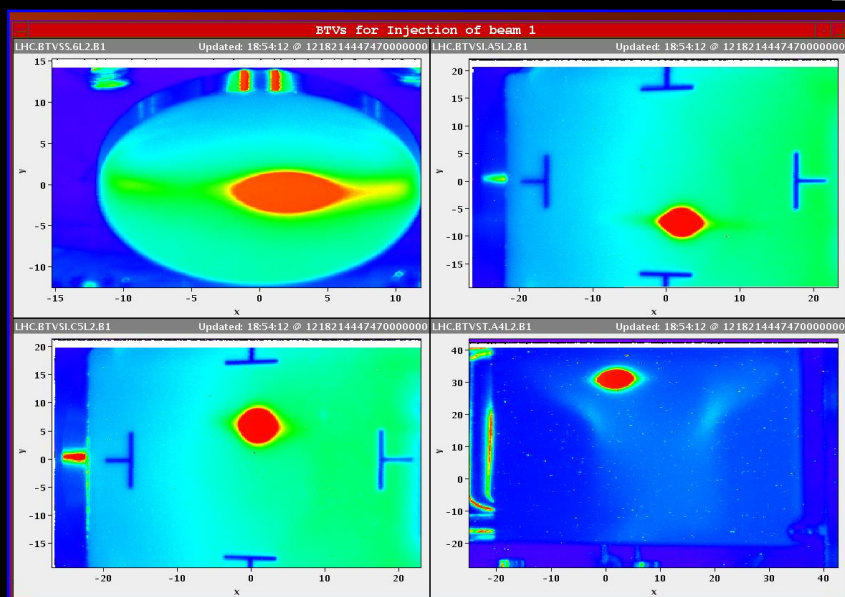 BTVs for Injection of beam 1
LHC.BTVSS.6L2.B1 Updated: 18:54:12 @ 1218214447470000000
LHC.BTVSI.A5L2.B1 Updated: 18:54:12 @ 1218214447470000000
15
10
5
0
-5
-10
y
-15 -10 -5 0 5 10
x
20
15
10
5
0
-5
-10
-15
y
-20 -10 0 10 20
x
LHC.BTVSI.C5L2.B1 Updated: 18:54:12 @ 1218214447470000000
LHC.BTVST.A4L2.B1 Updated: 18:54:12 @ 1218214447470000000
20
15
10
5
0
-5
-10
-15
y
-20 -10 0 10 20
x
40
30
20
10
0
-10
-20
y
-20 -10 0 10 20 30 40
x